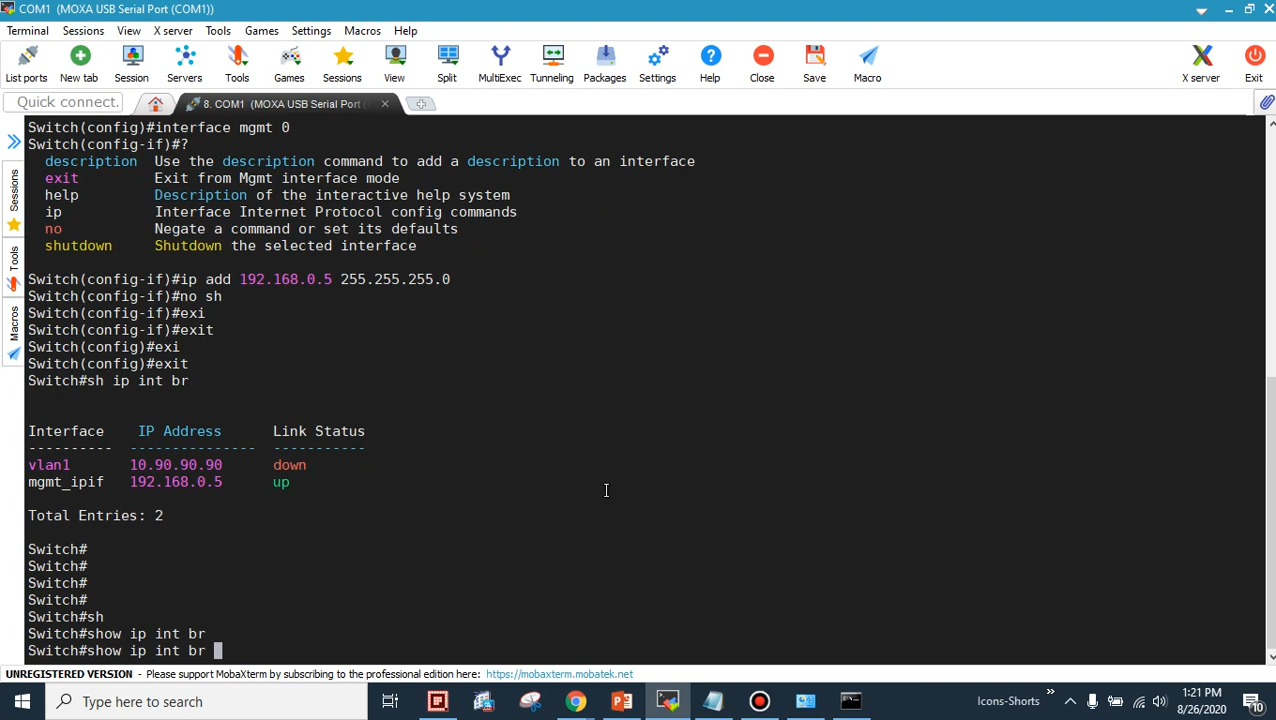 COM1 (MOXA USB Serial Port (COM1))
Terminal Sessions View X server Tools Games Settings Macros Help
List ports New tab Session Servers Tools Games Sessions View Split MultiExec Tunneling Packages Settings Help Close Save Macro X server Exit
Quick connect. 8. COM1 (MOXA USB Serial Port (
Sessions
Tools
Macros
Switch(config)#interface mgmt 0
Switch(config-if)#?
description Use the description command to add a description to an interface
exit Exit from Mgmt interface mode
help Description of the interactive help system
ip Interface Internet Protocol config commands
no Negate a command or set its defaults
shutdown Shutdown the selected interface
Switch(config-if)#ip add 192.168.0.5 255.255.255.0
Switch(config-if)#no sh
Switch(config-if)#exi
Switch(config-if)#exit
Switch(config)#exi
Switch(config)#exit
Switch#sh ip int br
Interface IP Address Link Status
---------- --------------- -----------
vlan1 10.90.90.90 down
mgmt_ipif 192.168.0.5 up
Total Entries: 2
Switch#
Switch#
Switch#
Switch#
Switch#sh
Switch#show ip int br
Switch#show ip int br
UNREGISTERED VERSION - Please support MobaXterm by subscribing to the professional edition here: https://mobaxterm.mobatek.net
Type here to search Icons-Shorts 1:21 PM
8/26/2020 10